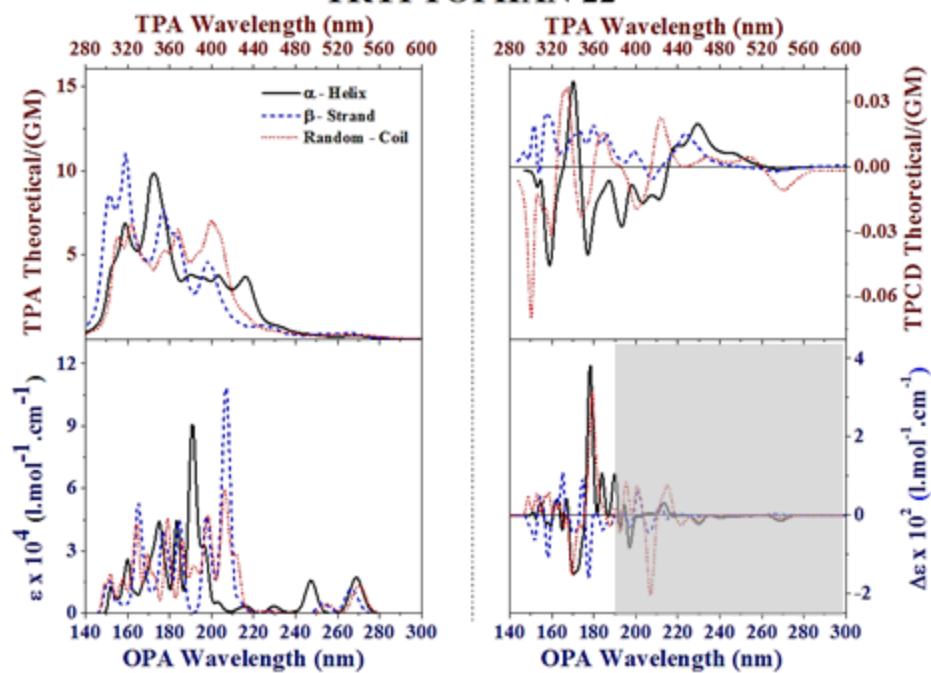 TPA Wavelength (nm)
280 320 360 400 440 480 520 560 600
15
10
5
TPA Theoretical/(GM)
α - Helix
β - Strand
Random - Coil
12
9
6
3
0
ε x 10⁴ (l.mol⁻¹.cm⁻¹ )
140 160 180 200 220 240 260 280 300
OPA Wavelength (nm)
TPA Wavelength (nm)
280 320 360 400 440 480 520 560 600
0.03
0.00
-0.03
-0.06
TPCD Theoretical/(GM)
4
2
0
-2
Δε x 10² (l.mol⁻¹.cm⁻¹)
140 160 180 200 220 240 260 280 300
OPA Wavelength (nm)